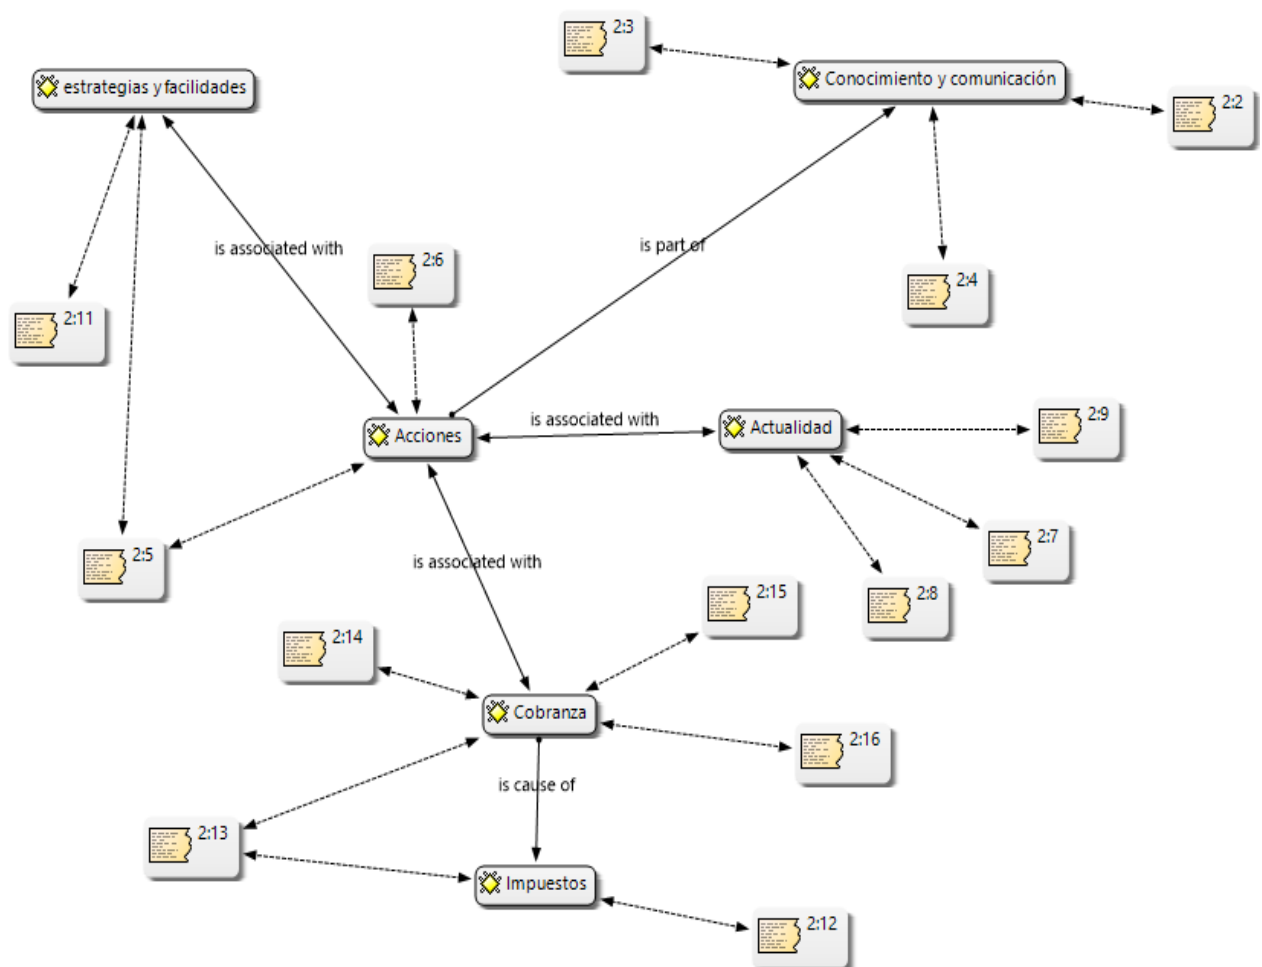 2:3
estrategias y facilidades
Conocimiento y comunicación
2:2
is associated with
is part of
2:6
2:4
2:11
Acciones
is associated with
Actualidad
2:9
2:5
is associated with
2:7
2:8
2:15
2:14
Cobranza
2:16
is cause of
2:13
Impuestos
2:12